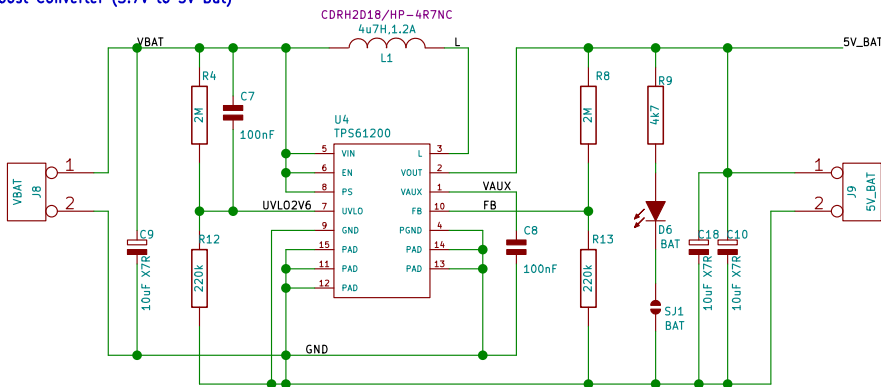 Boost Converter (3.7V to 5V Bat)
CDRH2D18/HP-4R7NC
4u7H,1.2A
VBAT
L
5V_BAT
L1
R4
2M
C7
100nF
U4
TPS61200
R8
2M
R9
4k7
5 VIN
L 3
6 EN
VOUT 2
8 PS
VAUX 1
VAUX
7 UVLO
UVLO2V6
FB 10
FB
9 GND
PGND 4
15 PAD
PAD 14
11 PAD
PAD 13
12 PAD
J8
VBAT
1
2
J9
5V_BAT
1
2
C9
10uF X7R
R12
220k
C8
100nF
R13
220k
D6
BAT
SJ1
BAT
C18
10uF X7R
C10
10uF X7R
GND